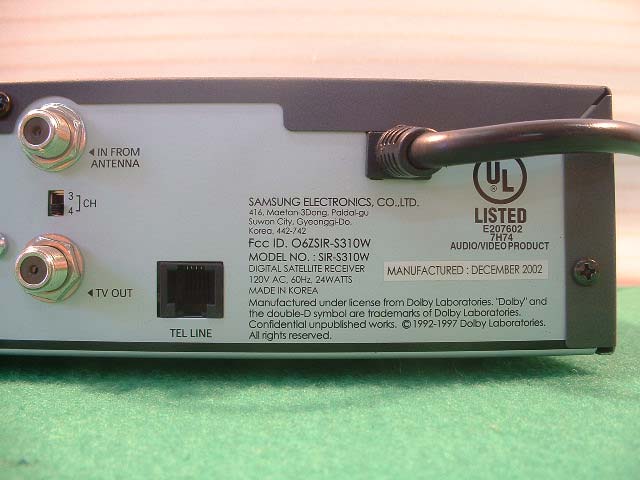 IN FROM
ANTENNA
3
4
CH
TV OUT
TEL LINE
SAMSUNG ELECTRONICS, CO.,LTD.
416, Maetan-3Dong, Paldal-gu
Suwon City, Gyeonggi-Do,
Korea, 442-742
Fcc ID. O6ZSIR-S310W
MODEL NO. : SIR-S310W
DIGITAL SATELLITE RECEIVER
120V AC, 60Hz, 24WATTS
MADE IN KOREA
Manufactured under license from Dolby Laboratories. "Dolby" and
the double-D symbol are trademarks of Dolby Laboratories.
Confidential unpublished works. ©1992-1997 Dolby Laboratories.
All rights reserved.
UL
LISTED
E207602
7H74
AUDIO/VIDEO PRODUCT
MANUFACTURED : DECEMBER 2002